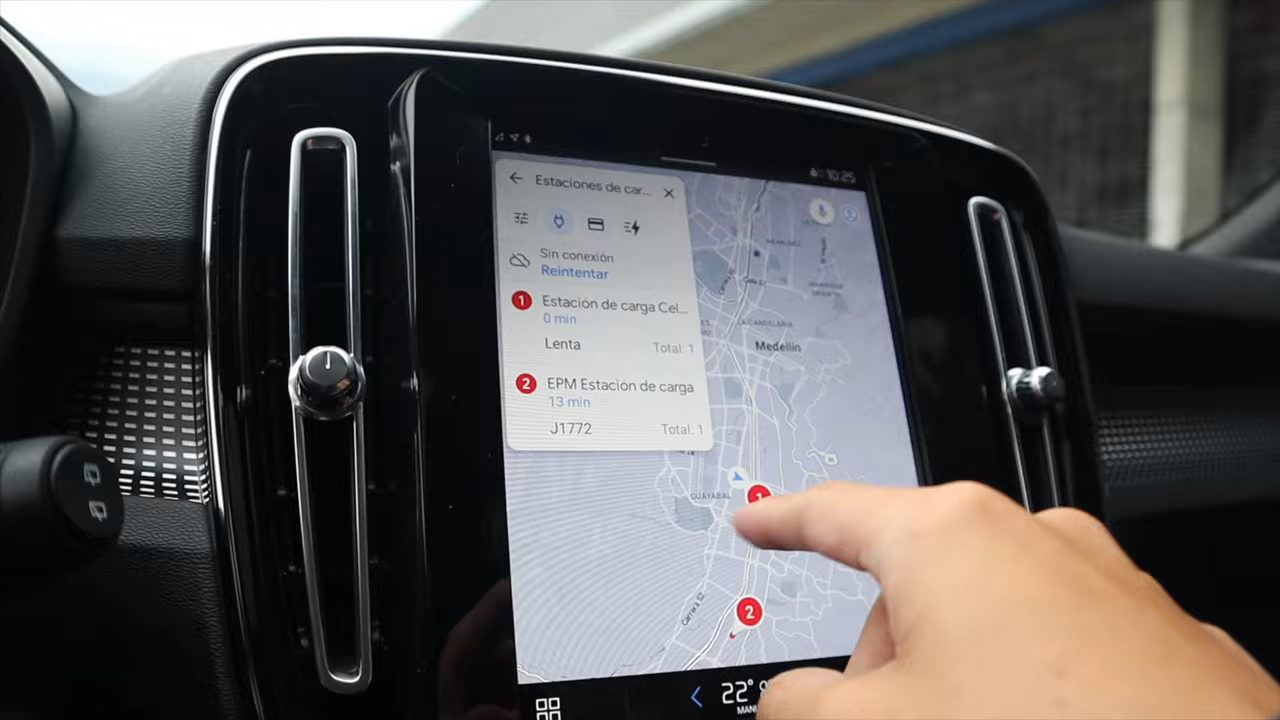 10:25
Estaciones de car...
Sin conexión
Reintentar
1
Estación de carga Cel...
0 min
Lenta
Total: 1
2
EPM Estación de carga
13 min
J1772
Total: 1
LA CANDELARIA
Medellín
GUAYABAL
1
2
22°